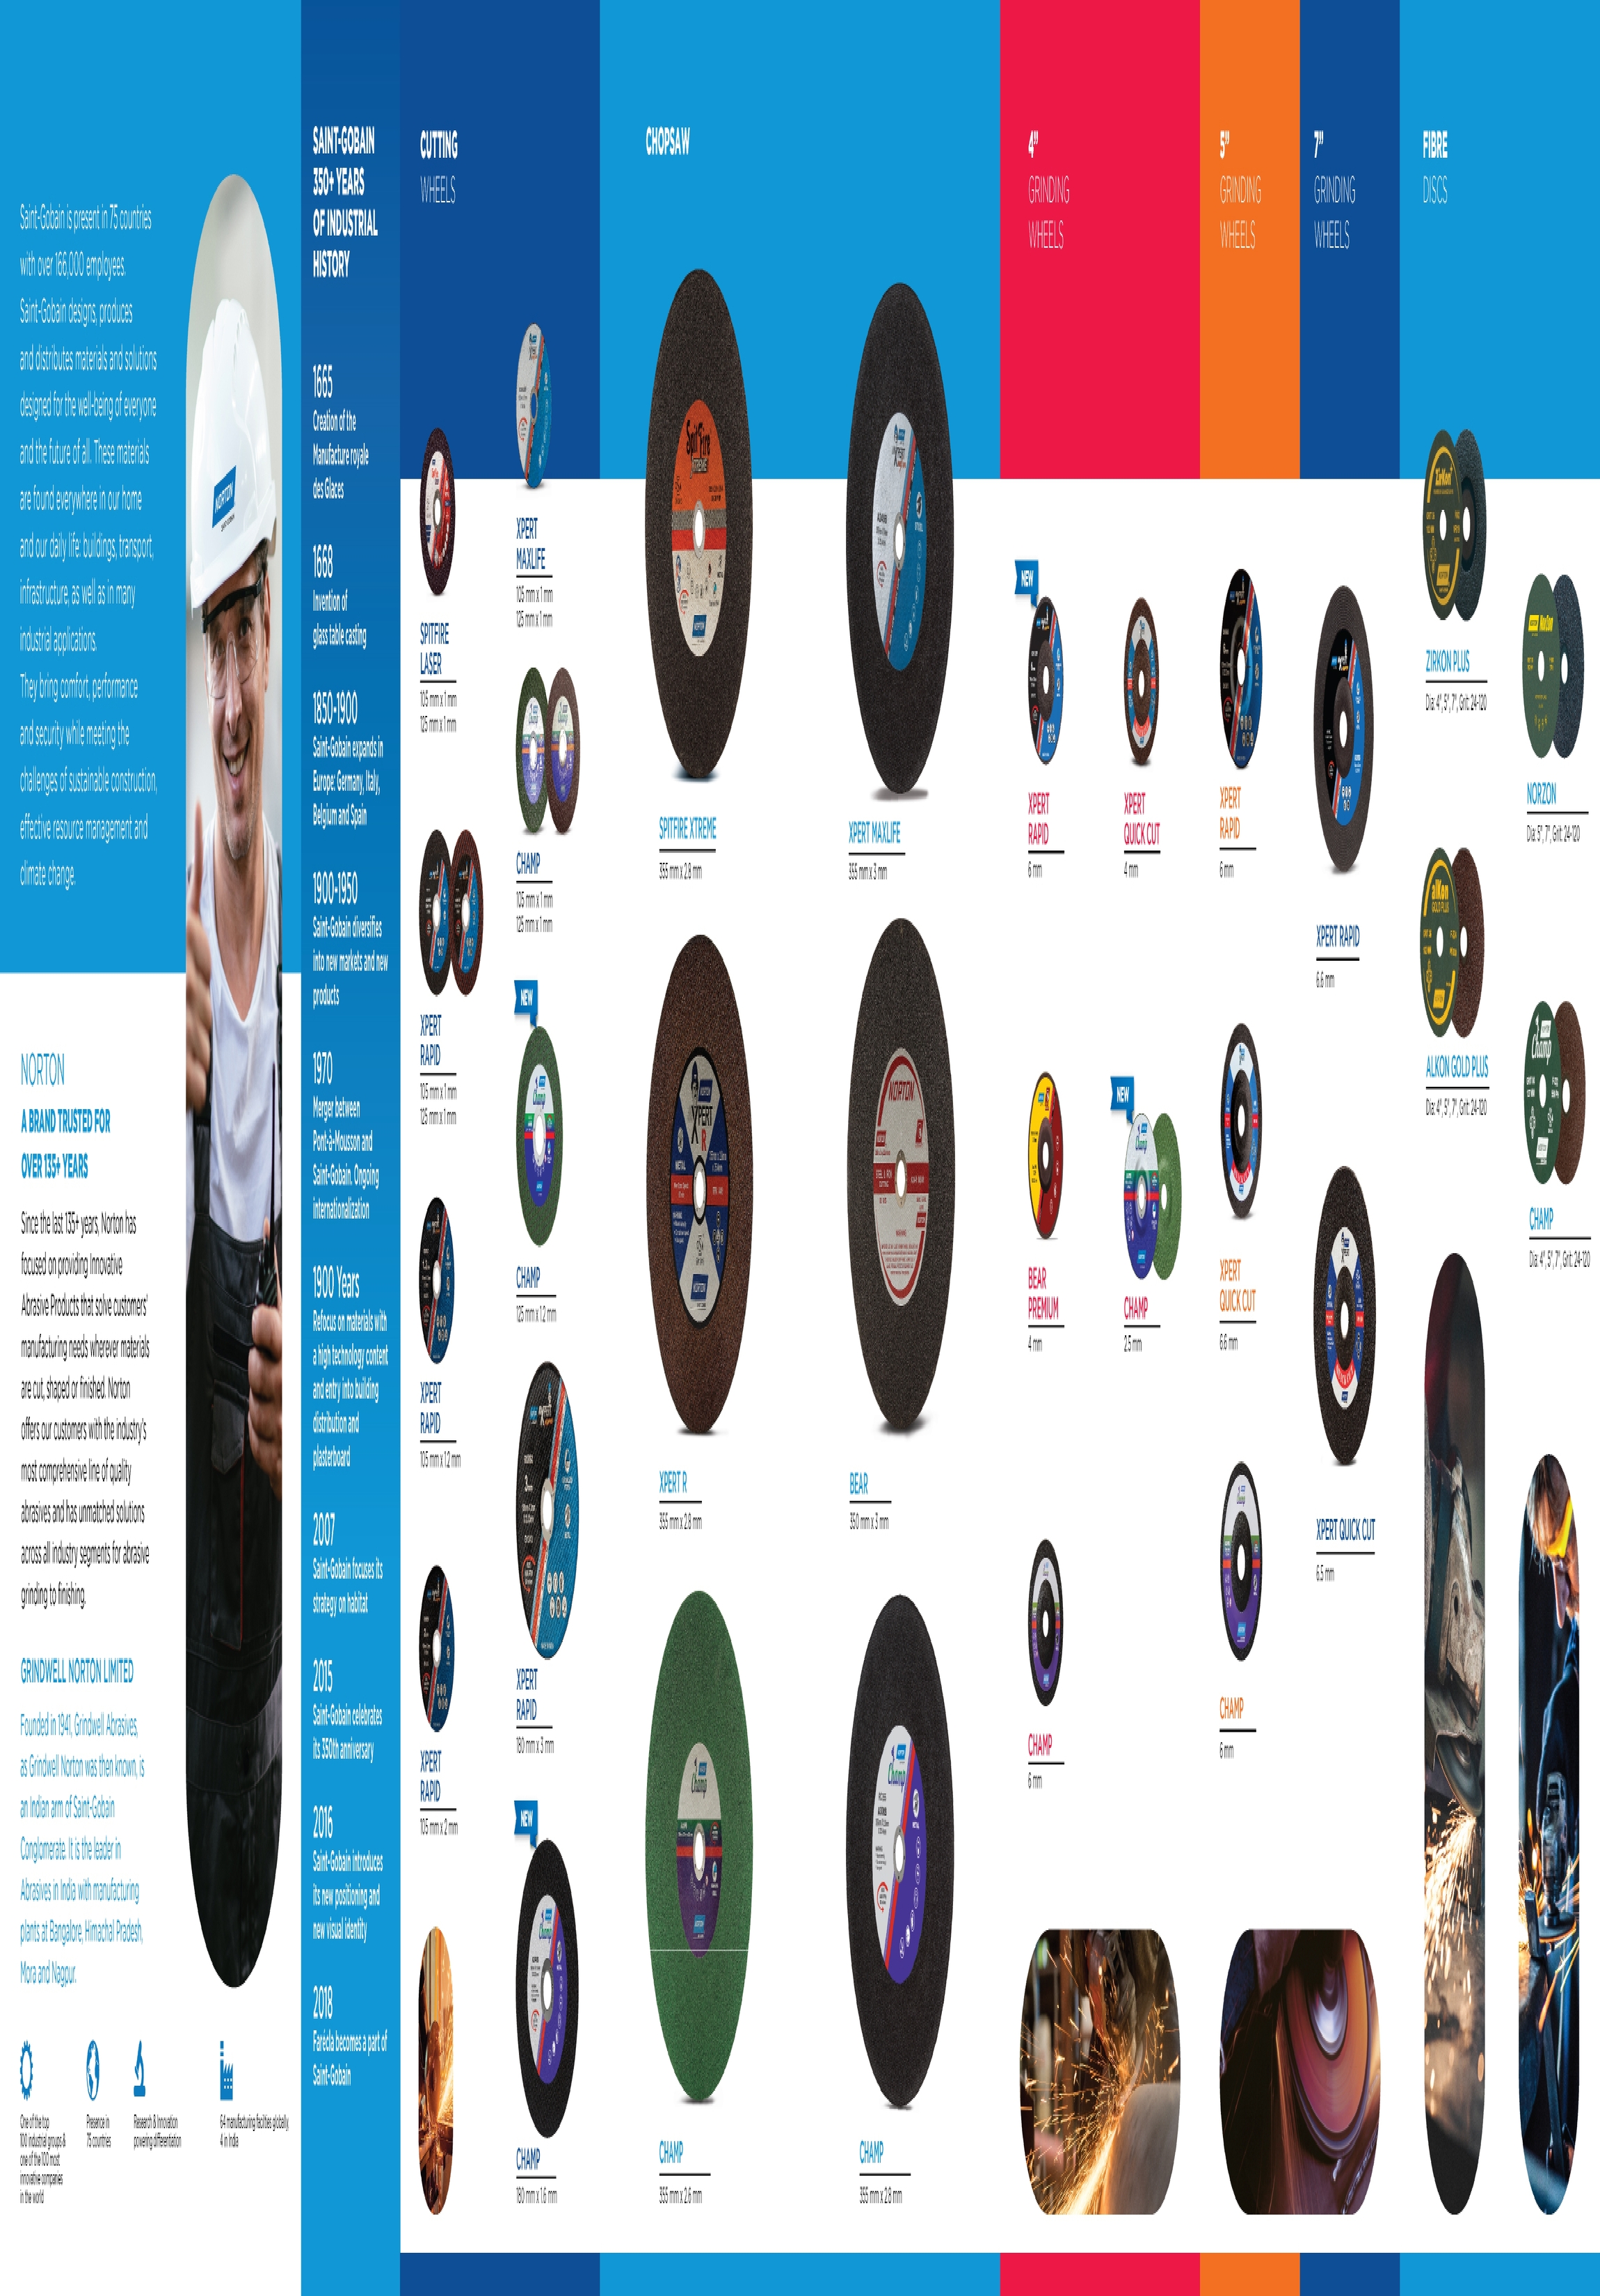 Saint-Gobain is present in 75 countries
with over 166,000 employees.
Saint-Gobain designs, produces
and distributes materials and solutions
designed for the well-being of everyone
and the future of all. These materials
are found everywhere in our home
and our daily life: buildings, transport,
infrastructure, as well as in many
industrial applications.
They bring comfort, performance
and security while meeting the
challenges of sustainable construction,
effective resource management and
climate change.
NORTON
NORTON
A BRAND TRUSTED FOR
OVER 135+ YEARS
Since the last 135+ years, Norton has
focused on providing Innovative
Abrasive Products that solve customers'
manufacturing needs wherever materials
are cut, shaped or finished. Norton
offers our customers with the industry's
most comprehensive line of quality
abrasives and has unmatched solutions
across all industry segments for abrasive
grinding to finishing.
GRINDWELL NORTON LIMITED
Founded in 1941, Grindwell Abrasives,
as Grindwell Norton was then known, is
an Indian arm of Saint-Gobain
Conglomerate. It is the leader in
Abrasives in India with manufacturing
plants at Bangalore, Himachal Pradesh,
Mora and Nagpur.
One of the top
100 industrial groups &
one of the 100 most
innovative companies
in the world
Presence in
75 countries
Research & Innovation
powering differentiation
64 manufacturing facilities globally,
4 in India
SAINT-GOBAIN
350+ YEARS
OF INDUSTRIAL
HISTORY
1665
Creation of the
Manufacture royale
des Glaces
1668
Invention of
glass table casting
1850-1900
Saint-Gobain expands in
Europe: Germany, Italy,
Belgium and Spain
1900-1950
Saint-Gobain diversifies
into new markets and new
products
1970
Merger between
Pont-à-Mousson and
Saint-Gobain. Ongoing
internationalization
1900 Years
Refocus on materials with
a high technology content
and entry into building
distribution and
plasterboard
2007
Saint-Gobain focuses its
strategy on habitat
2015
Saint-Gobain celebrates
its 350th anniversary
2016
Saint-Gobain introduces
its new positioning and
new visual identity
2018
Farécla becomes a part of
Saint-Gobain
CUTTING
WHEELS
SPITFIRE
LASER
105 mm x 1 mm
125 mm x 1 mm
XPERT
RAPID
105 mm x 1 mm
125 mm x 1 mm
XPERT
RAPID
105 mm x 1.2 mm
XPERT
RAPID
105 mm x 2 mm
XPERT
MAXLIFE
105 mm x 1 mm
125 mm x 1 mm
CHAMP
105 mm x 1 mm
125 mm x 1 mm
NEW
CHAMP
125 mm x 1.2 mm
XPERT
RAPID
180 mm x 3 mm
NEW
CHAMP
180 mm x 1.6 mm
CHOPSAW
SpitFire
XTREME
NORTON
SPITFIRE XTREME
355 mm x 2.8 mm
XPERT MAXLIFE
355 mm x 3 mm
NORTON
XPERT
R
METAL
NORTON
XPERT R
355 mm x 2.8 mm
NORTON
BEAR
350 mm x 3 mm
Champ
NORTON
CHAMP
355 mm x 2.6 mm
Champ
CHAMP
355 mm x 2.8 mm
4"
GRINDING
WHEELS
NEW
XPERT
RAPID
6 mm
XPERT
QUICK CUT
4 mm
BEAR
PREMIUM
4 mm
NEW
CHAMP
2.5 mm
CHAMP
6 mm
5"
GRINDING
WHEELS
XPERT
RAPID
6 mm
XPERT
QUICK CUT
6.6 mm
CHAMP
6 mm
7"
GRINDING
WHEELS
XPERT RAPID
6.6 mm
XPERT QUICK CUT
6.5 mm
FIBRE
DISCS
Zirkon+
ZIRKON PLUS
Dia: 4", 5", 7", Grit: 24-120
NorZon
NORZON
Dia: 5", 7", Grit: 24-120
alKon
GOLD PLUS
ALKON GOLD PLUS
Dia: 4", 5", 7", Grit: 24-120
Champ
CHAMP
Dia: 4", 5", 7", Grit: 24-120